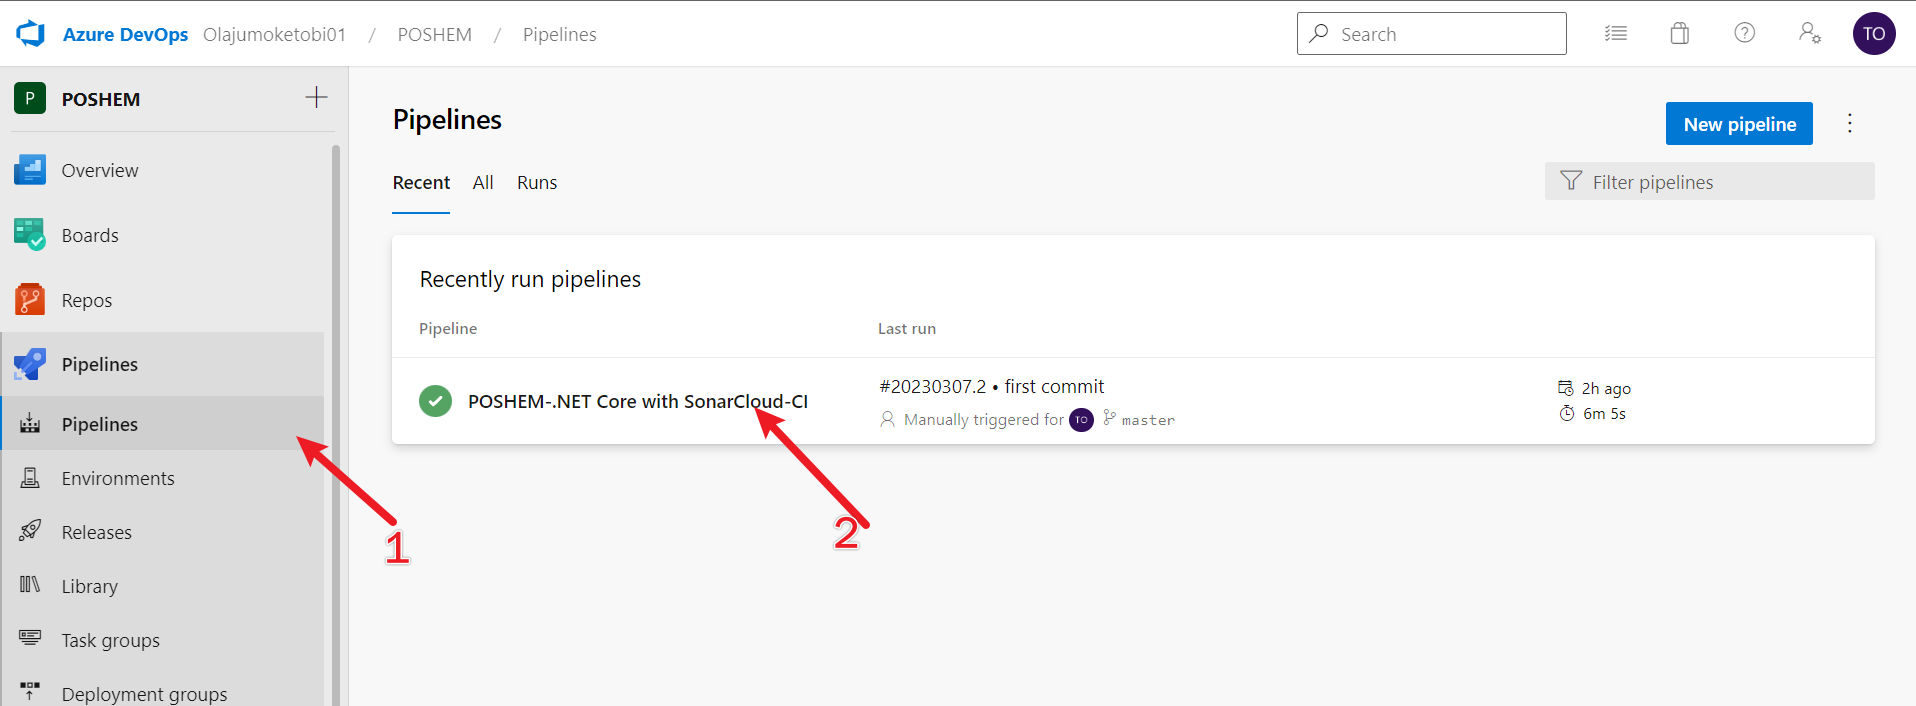 Azure DevOps Olajumoketobi01 / POSHEM / Pipelines Search TO
P POSHEM
Overview
Boards
Repos
Pipelines
Pipelines
Environments
Releases
Library
Task groups
Deployment groups
Pipelines
New pipeline
Recent All Runs
Filter pipelines
Recently run pipelines
Pipeline Last run
POSHEM-.NET Core with SonarCloud-CI
#20230307.2 • first commit
Manually triggered for TO master
2h ago
6m 5s
1
2